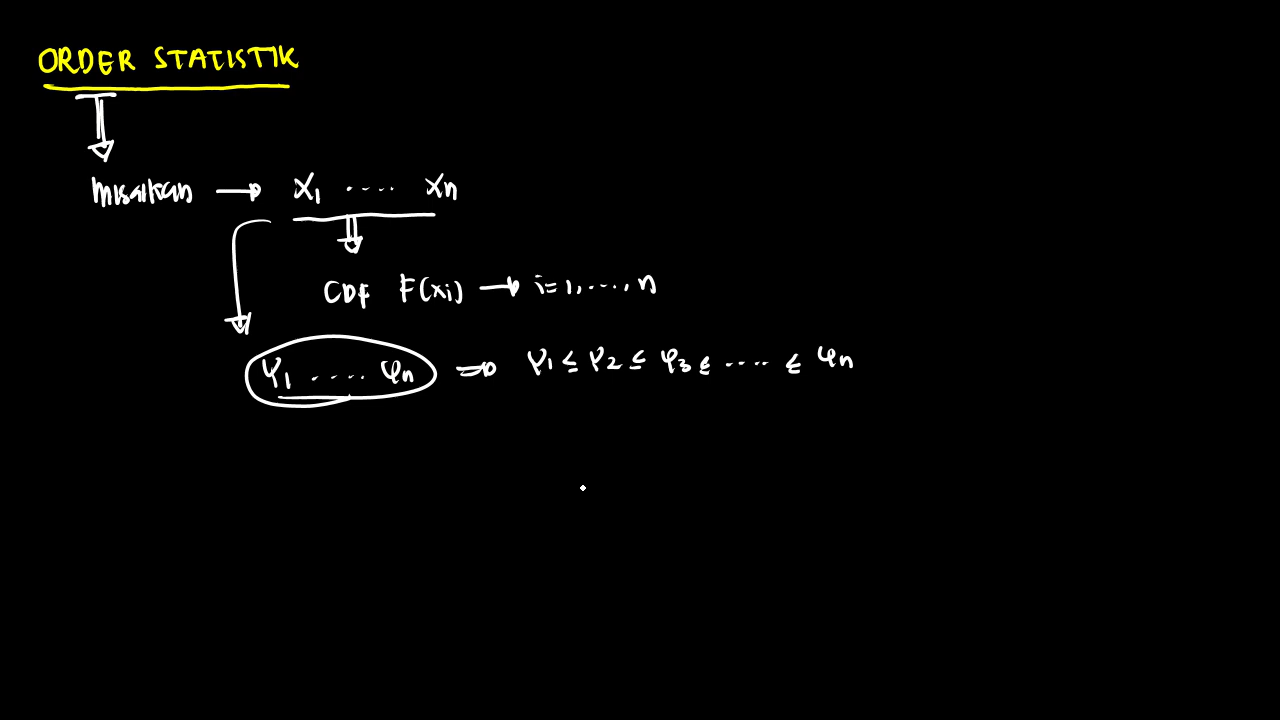 ORDER STATISTIK
misalkan → X1 .... Xn
CDF F(xi) → i=1,...,n
Y1 .... Yn ⇒ Y1 ≤ Y2 ≤ Y3 ≤ ..... ≤ Yn